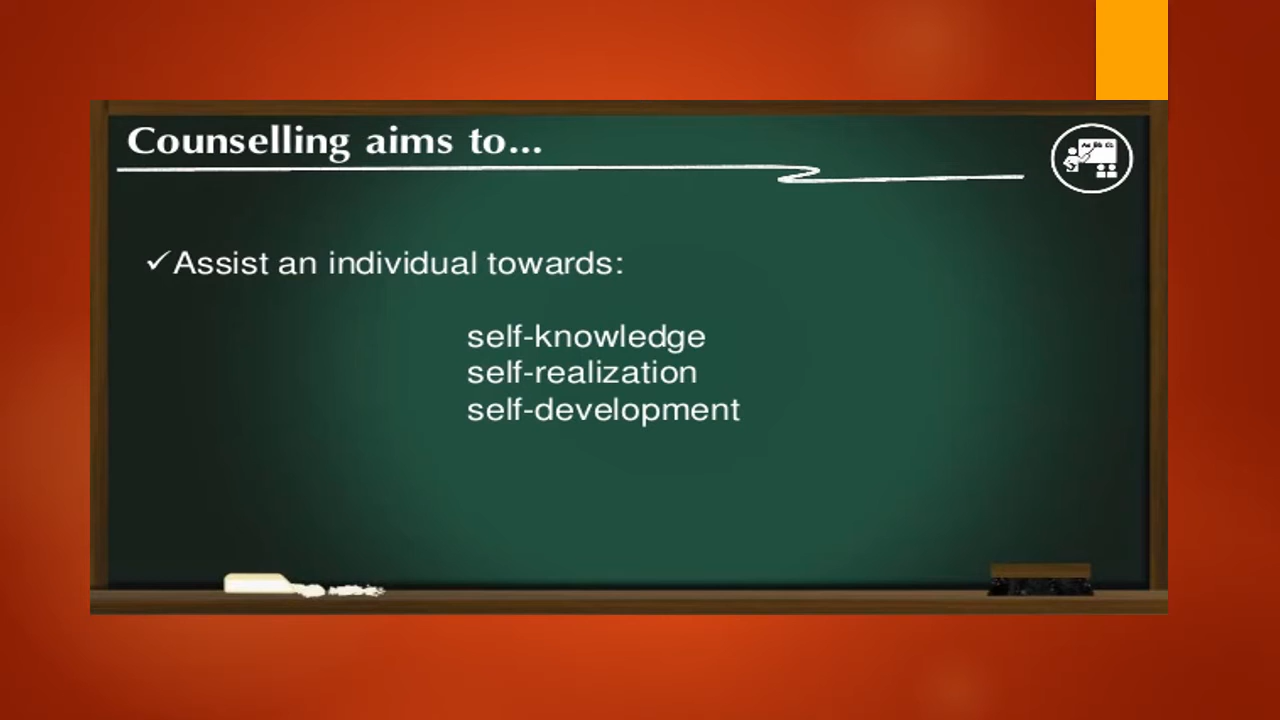 Counselling aims to...
✓Assist an individual towards:
self-knowledge
self-realization
self-development